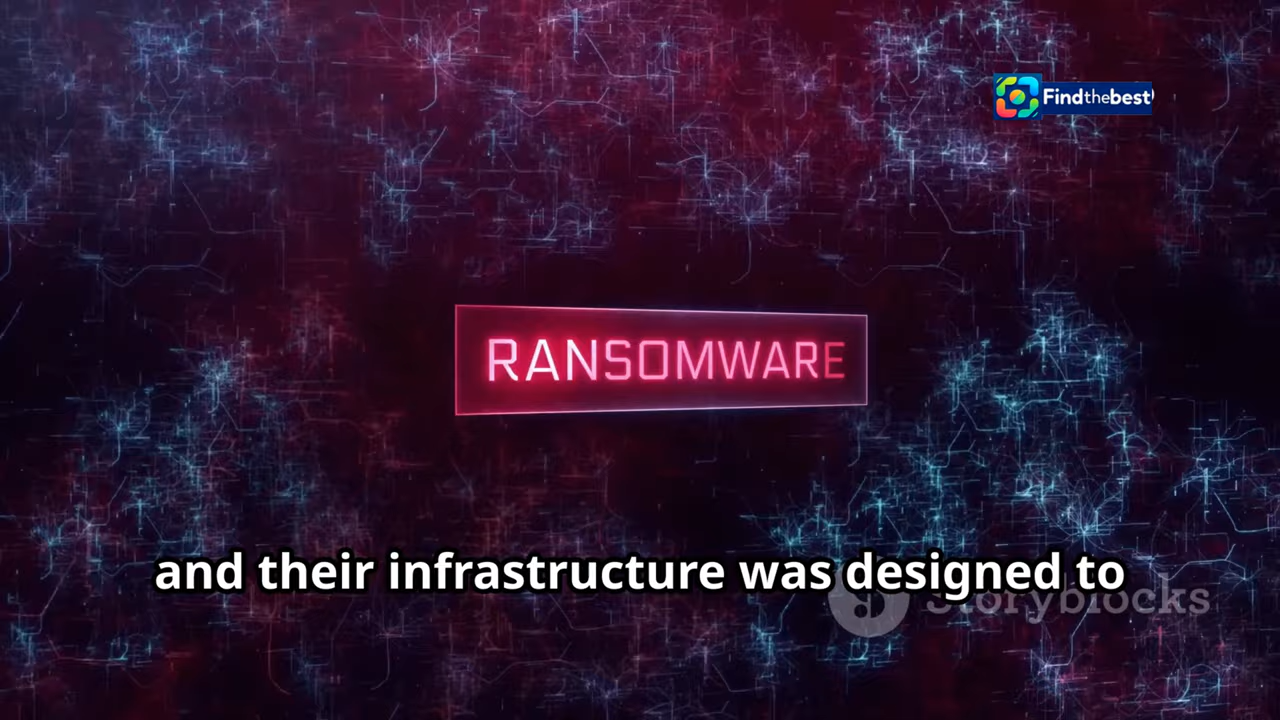 Findthebest
RANSOMWARE
and their infrastructure was designed to
Storyblocks